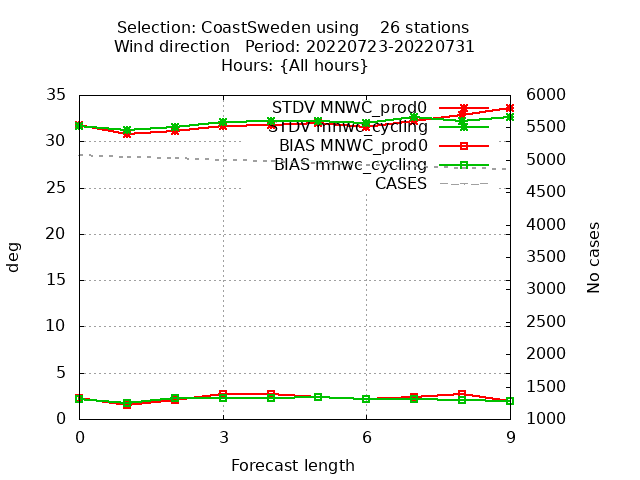 Selection: CoastSweden using    26 stations
Wind direction   Period: 20220723-20220731
Hours: {All hours}
STDV MNWC_prod0
STDV mnwc_cycling
BIAS MNWC_prod0
BIAS mnwc_cycling
CASES
35
30
25
20
15
10
5
0
deg
6000
5500
5000
4500
4000
3500
3000
2500
2000
1500
1000
No cases
0 3 6 9
Forecast length